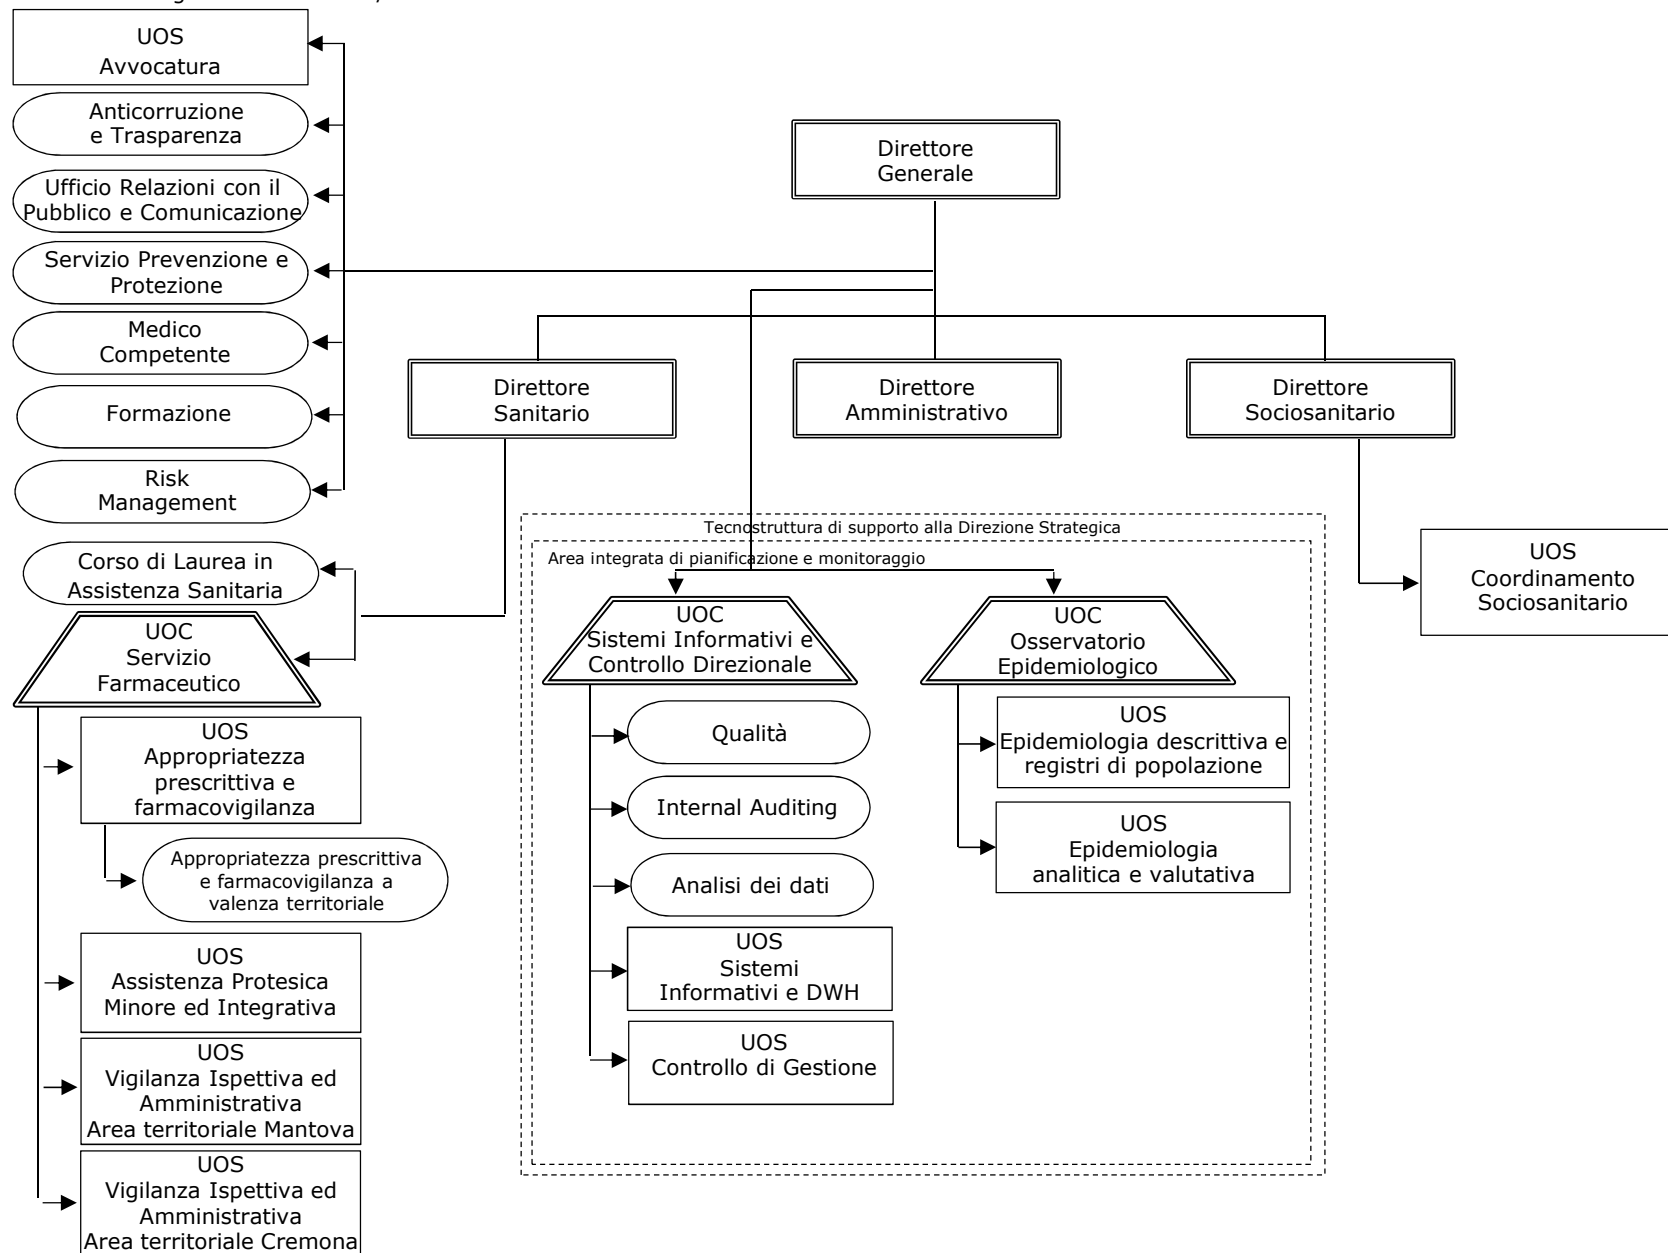 UOS
Avvocatura
Anticorruzione
e Trasparenza
Ufficio Relazioni con il
Pubblico e Comunicazione
Servizio Prevenzione e
Protezione
Medico
Competente
Formazione
Risk
Management
Direttore
Generale
Direttore
Sanitario
Direttore
Amministrativo
Direttore
Sociosanitario
Corso di Laurea in
Assistenza Sanitaria
UOC
Servizio
Farmaceutico
UOS
Appropriatezza
prescrittiva e
farmacovigilanza
Appropriatezza prescrittiva
e farmacovigilanza a
valenza territoriale
UOS
Assistenza Protesica
Minore ed Integrativa
UOS
Vigilanza Ispettiva ed
Amministrativa
Area territoriale Mantova
UOS
Vigilanza Ispettiva ed
Amministrativa
Area territoriale Cremona
Tecnostruttura di supporto alla Direzione Strategica
Area integrata di pianificazione e monitoraggio
UOC
Sistemi Informativi e
Controllo Direzionale
Qualità
Internal Auditing
Analisi dei dati
UOS
Sistemi
Informativi e DWH
UOS
Controllo di Gestione
UOC
Osservatorio
Epidemiologico
UOS
Epidemiologia descrittiva e
registri di popolazione
UOS
Epidemiologia
analitica e valutativa
UOS
Coordinamento
Sociosanitario